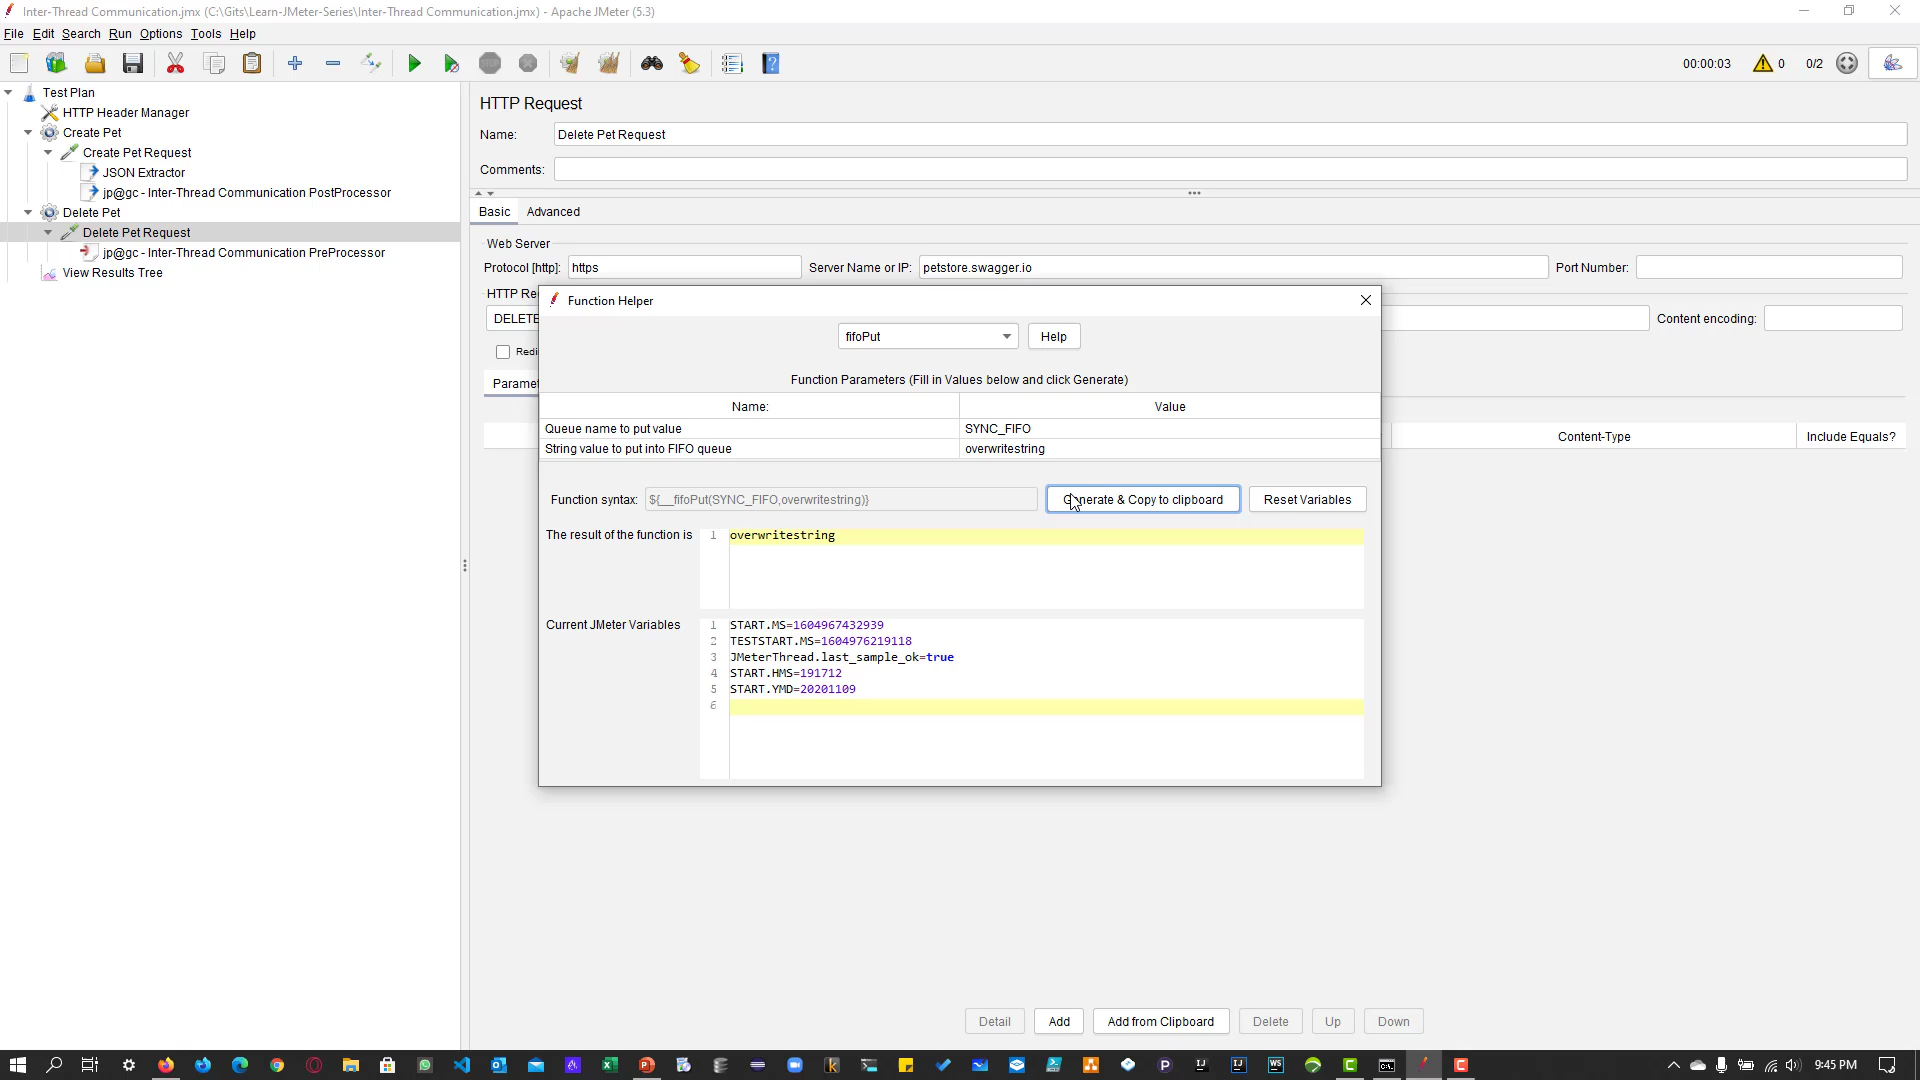 Inter-Thread Communication.jmx (C:\Gits\Learn-JMeter-Series\Inter-Thread Communication.jmx) - Apache JMeter (5.3)
File Edit Search Run Options Tools Help
00:00:03 0 0/2
Test Plan
HTTP Header Manager
Create Pet
Create Pet Request
JSON Extractor
jp@gc - Inter-Thread Communication PostProcessor
Delete Pet
Delete Pet Request
jp@gc - Inter-Thread Communication PreProcessor
View Results Tree
HTTP Request
Name: Delete Pet Request
Comments:
Basic Advanced
Web Server
Protocol [http]: https Server Name or IP: petstore.swagger.io Port Number:
HTTP Re
DELETE Content encoding:
Redi
Parame
Content-Type Include Equals?
Function Helper
fifoPut Help
Function Parameters (Fill in Values below and click Generate)
Name: Value
Queue name to put value SYNC_FIFO
String value to put into FIFO queue overwritestring
Function syntax: ${__fifoPut(SYNC_FIFO,overwritestring)} Generate & Copy to clipboard Reset Variables
The result of the function is 1 overwritestring
Current JMeter Variables 1 START.MS=1604967432939
2 TESTSTART.MS=1604976219118
3 JMeterThread.last_sample_ok=true
4 START.HMS=191712
5 START.YMD=20201109
6
Detail Add Add from Clipboard Delete Up Down
9:45 PM